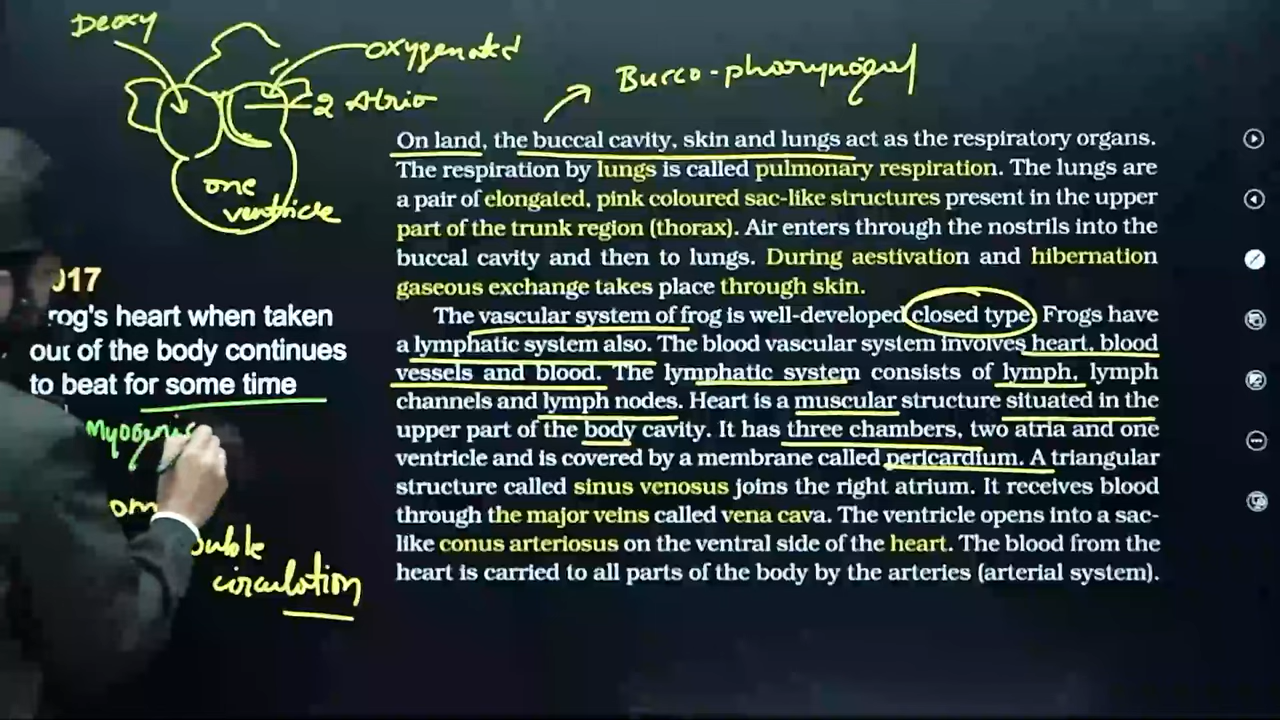 Deoxy
oxygenated
2 Atria
one
ventricle
Bucco-pharyngeal
On land, the buccal cavity, skin and lungs act as the respiratory organs.
The respiration by lungs is called pulmonary respiration. The lungs are
a pair of elongated, pink coloured sac-like structures present in the upper
part of the trunk region (thorax). Air enters through the nostrils into the
buccal cavity and then to lungs. During aestivation and hibernation
gaseous exchange takes place through skin.
The vascular system of frog is well-developed closed type. Frogs have
a lymphatic system also. The blood vascular system involves heart, blood
vessels and blood. The lymphatic system consists of lymph, lymph
channels and lymph nodes. Heart is a muscular structure situated in the
upper part of the body cavity. It has three chambers, two atria and one
ventricle and is covered by a membrane called pericardium. A triangular
structure called sinus venosus joins the right atrium. It receives blood
through the major veins called vena cava. The ventricle opens into a sac-
like conus arteriosus on the ventral side of the heart. The blood from the
heart is carried to all parts of the body by the arteries (arterial system).
017
rog's heart when taken
out of the body continues
to beat for some time
Myogenic
ouble
circulation